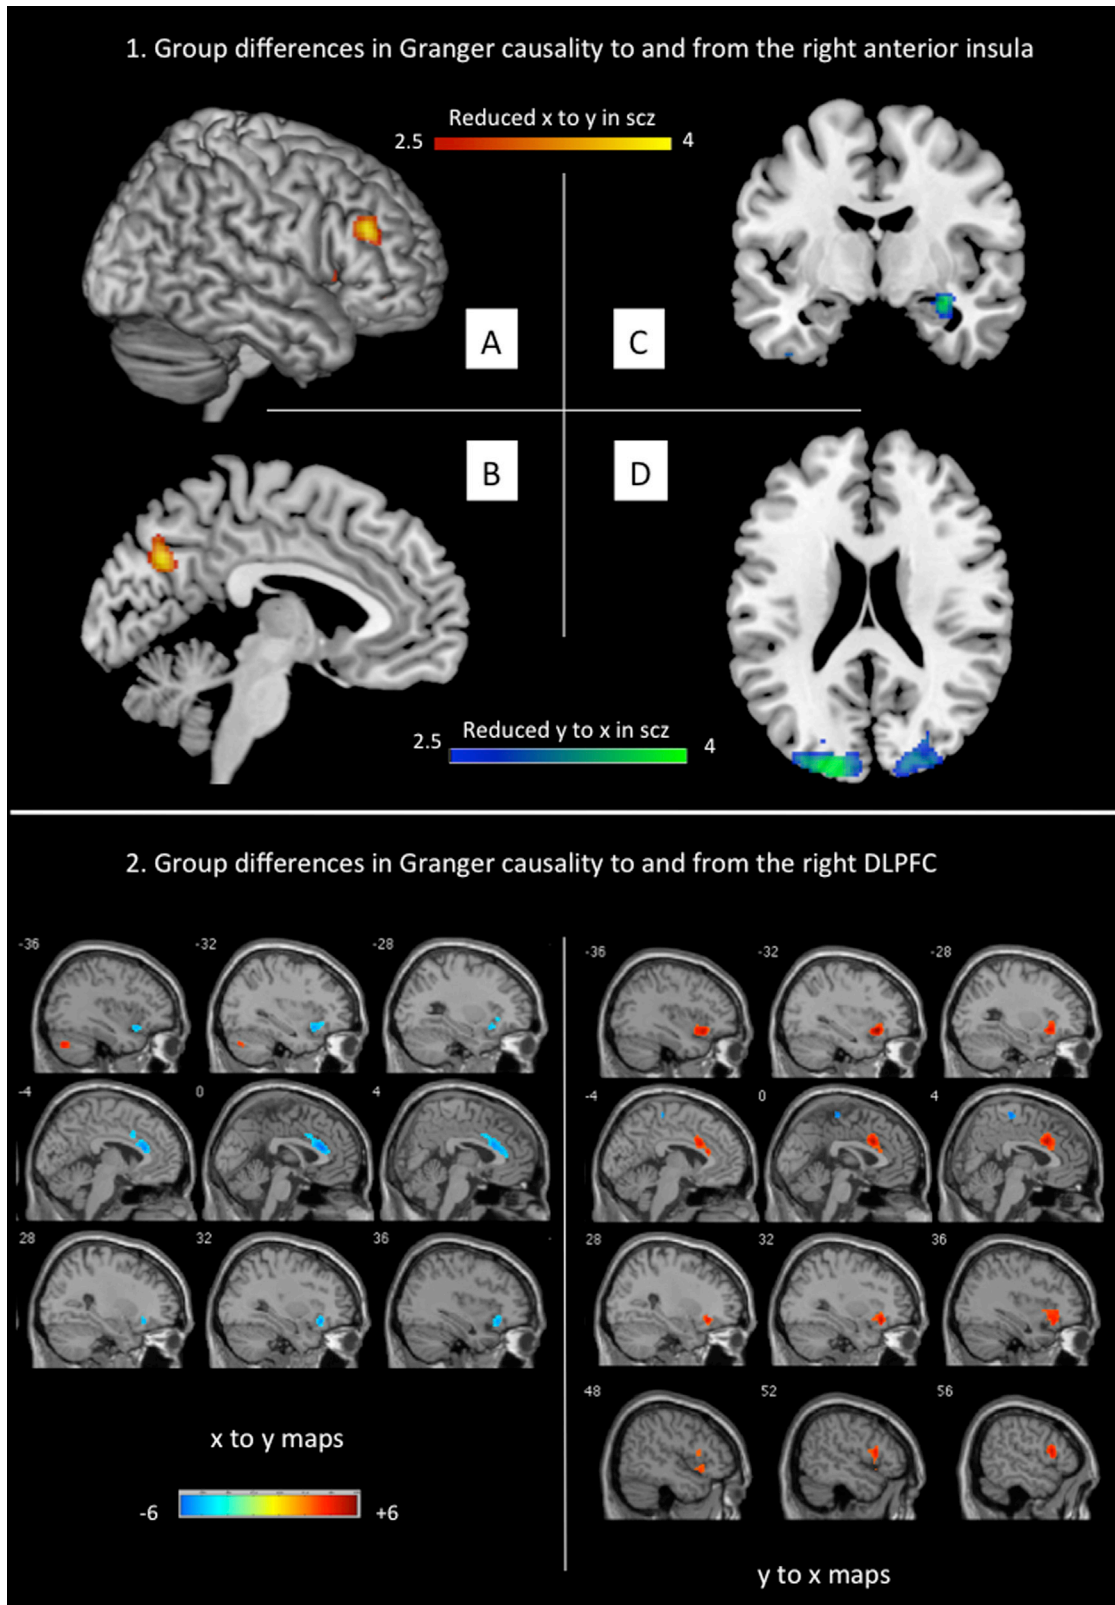 1. Group differences in Granger causality to and from the right anterior insula
Reduced x to y in scz
2.5 4
A C
B D
Reduced y to x in scz
2.5 4
2. Group differences in Granger causality to and from the right DLPFC
-36 -32 -28
-4 0 4
28 32 36
x to y maps
-6 +6
-36 -32 -28
-4 0 4
28 32 36
48 52 56
y to x maps